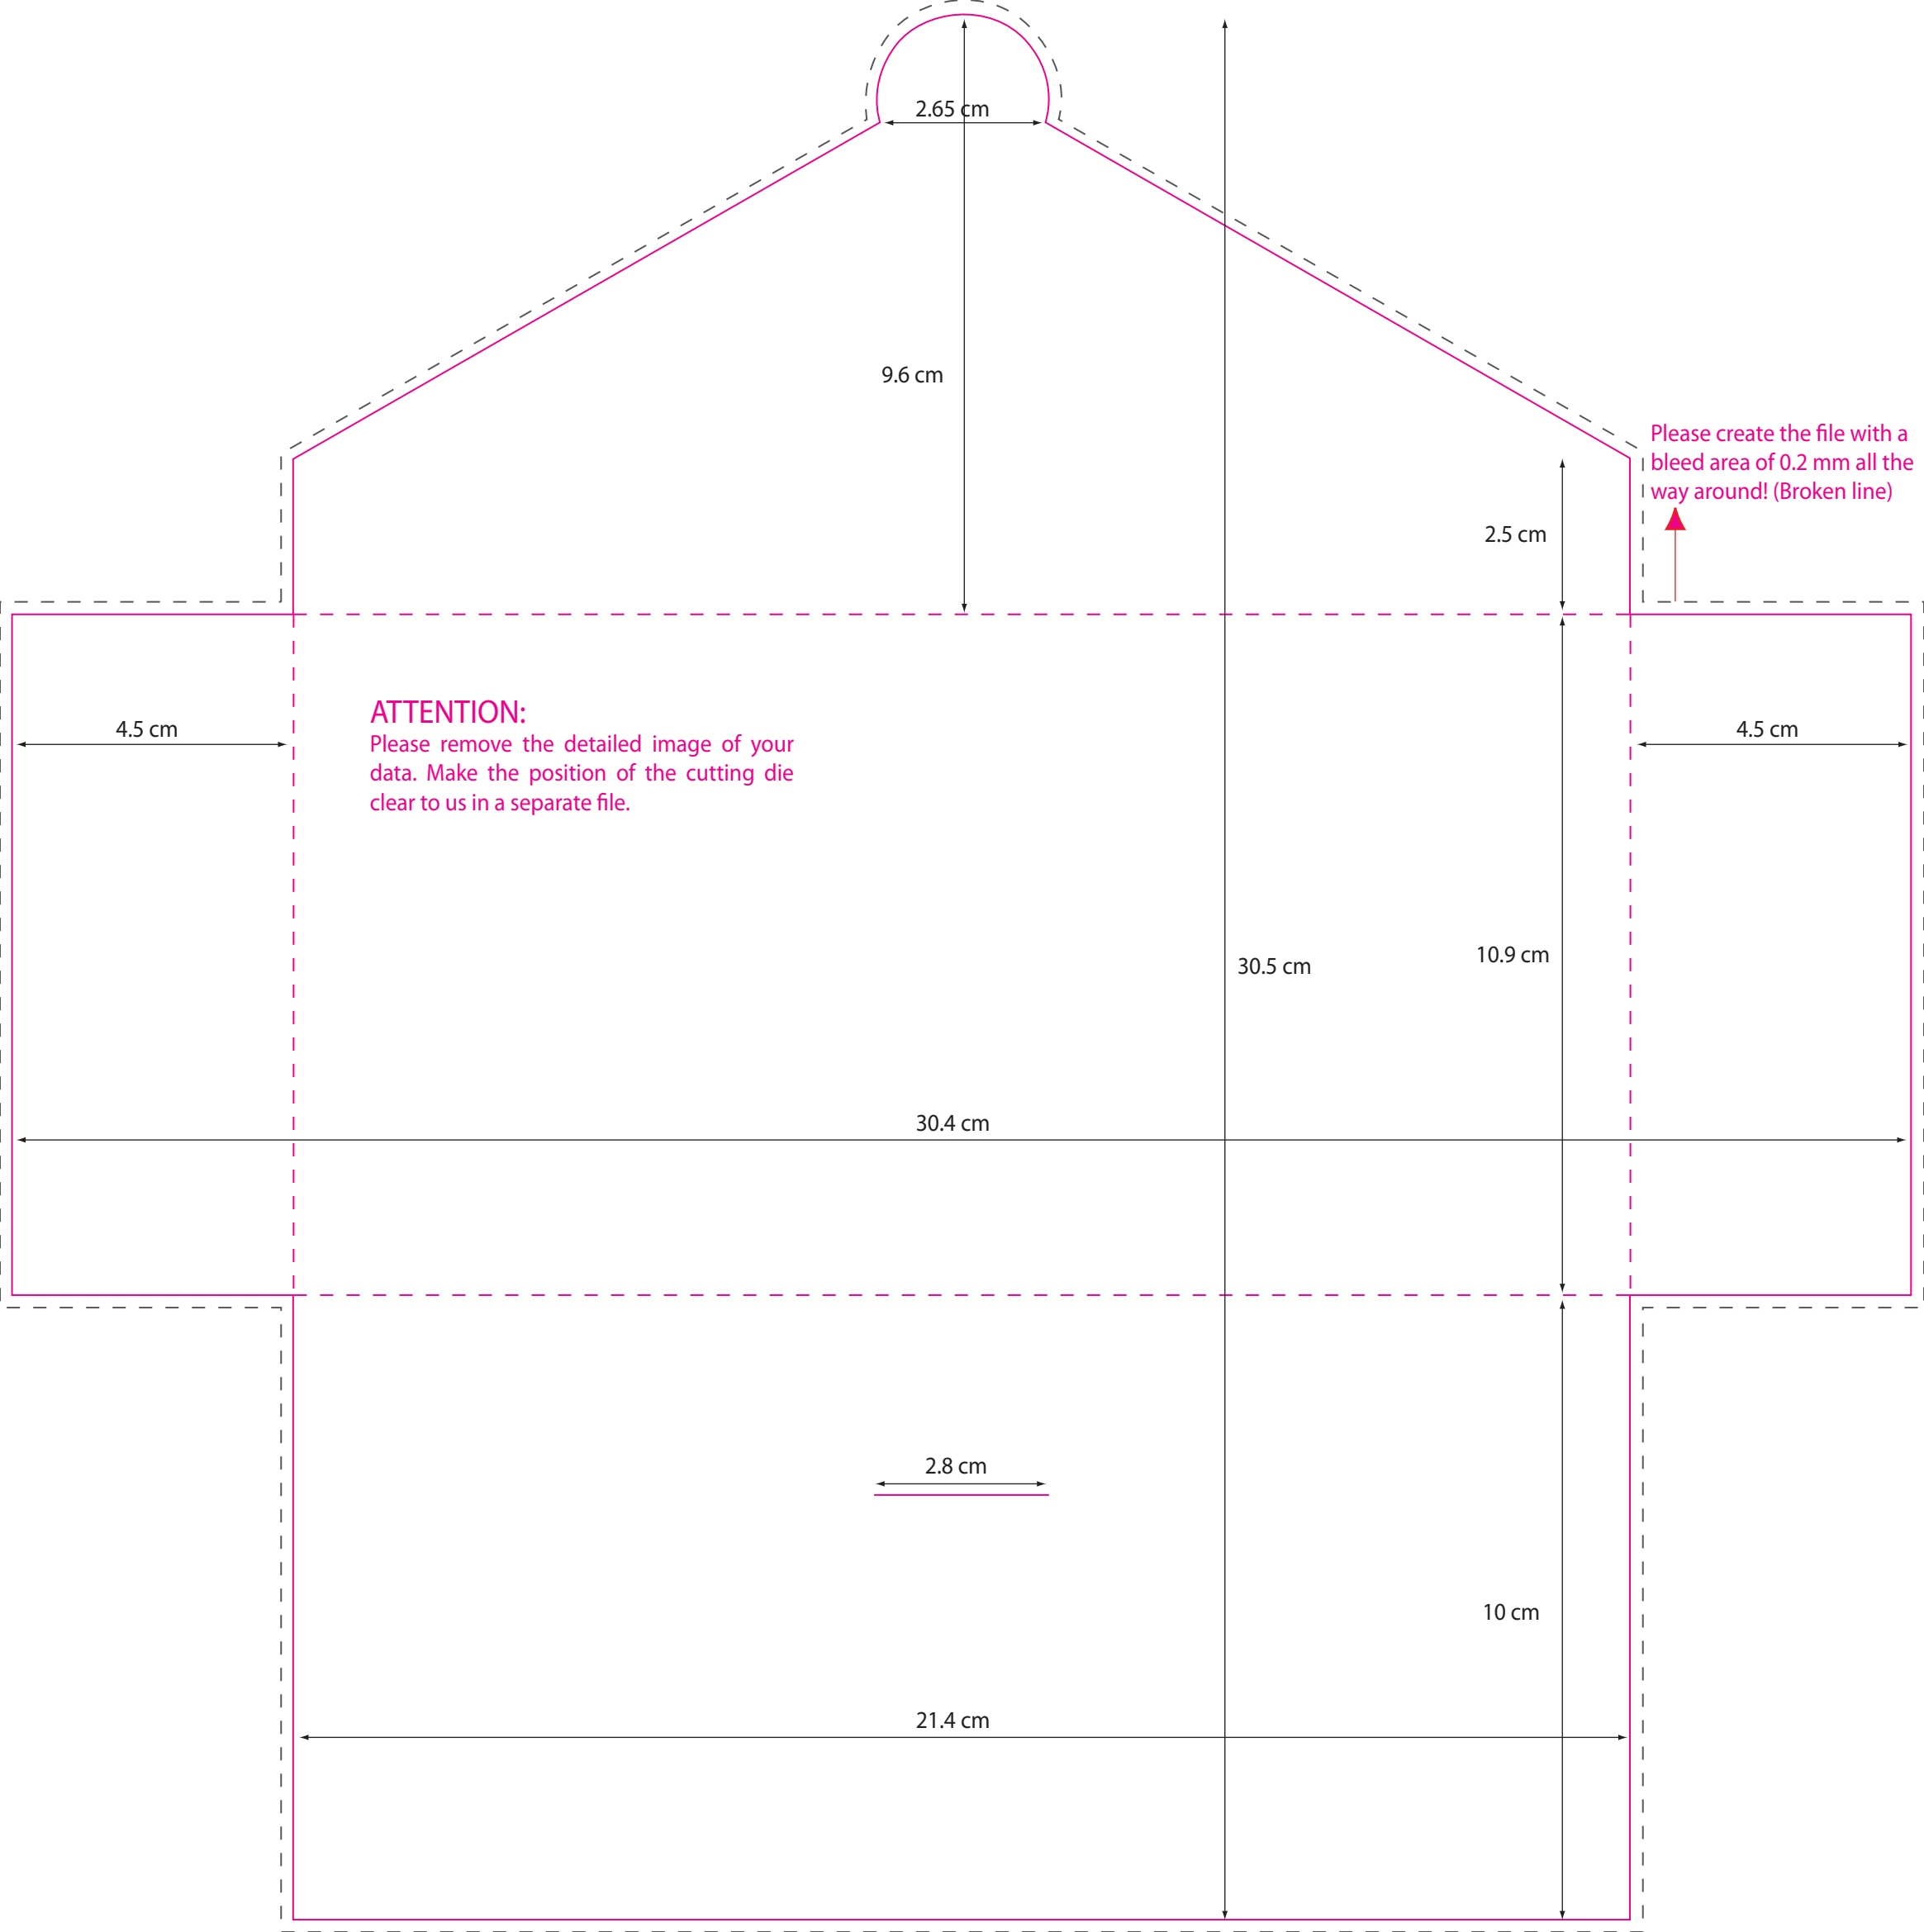 2.65 cm
9.6 cm
Please create the file with a
bleed area of 0.2 mm all the
way around! (Broken line)
2.5 cm
ATTENTION:
Please remove the detailed image of your
data. Make the position of the cutting die
clear to us in a separate file.
4.5 cm
4.5 cm
10.9 cm
30.5 cm
30.4 cm
2.8 cm
10 cm
21.4 cm